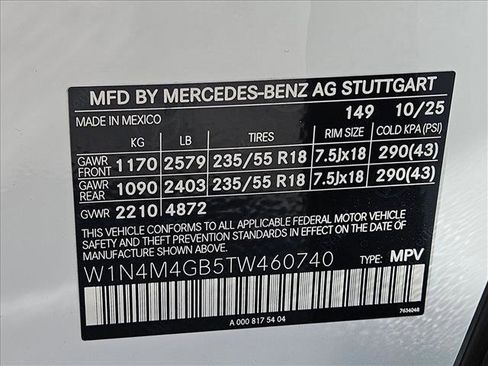 MFD BY MERCEDES-BENZ AG STUTTGART
MADE IN MEXICO 149 10/25
KG LB TIRES RIM SIZE COLD KPA(PSI)
GAWR FRONT 1170 2579 235/55 R18 7.5Jx18 290(43)
GAWR REAR 1090 2403 235/55 R18 7.5Jx18 290(43)
GVWR 2210 4872
THIS VEHICLE CONFORMS TO ALL APPLICABLE FEDERAL MOTOR VEHICLE
SAFETY AND THEFT PREVENTION STANDARDS IN EFFECT ON THE DATE OF
MANUFACTURE SHOWN ABOVE.
W1N4M4GB5TW460740 TYPE: MPV
A 000 817 54 04 7634048